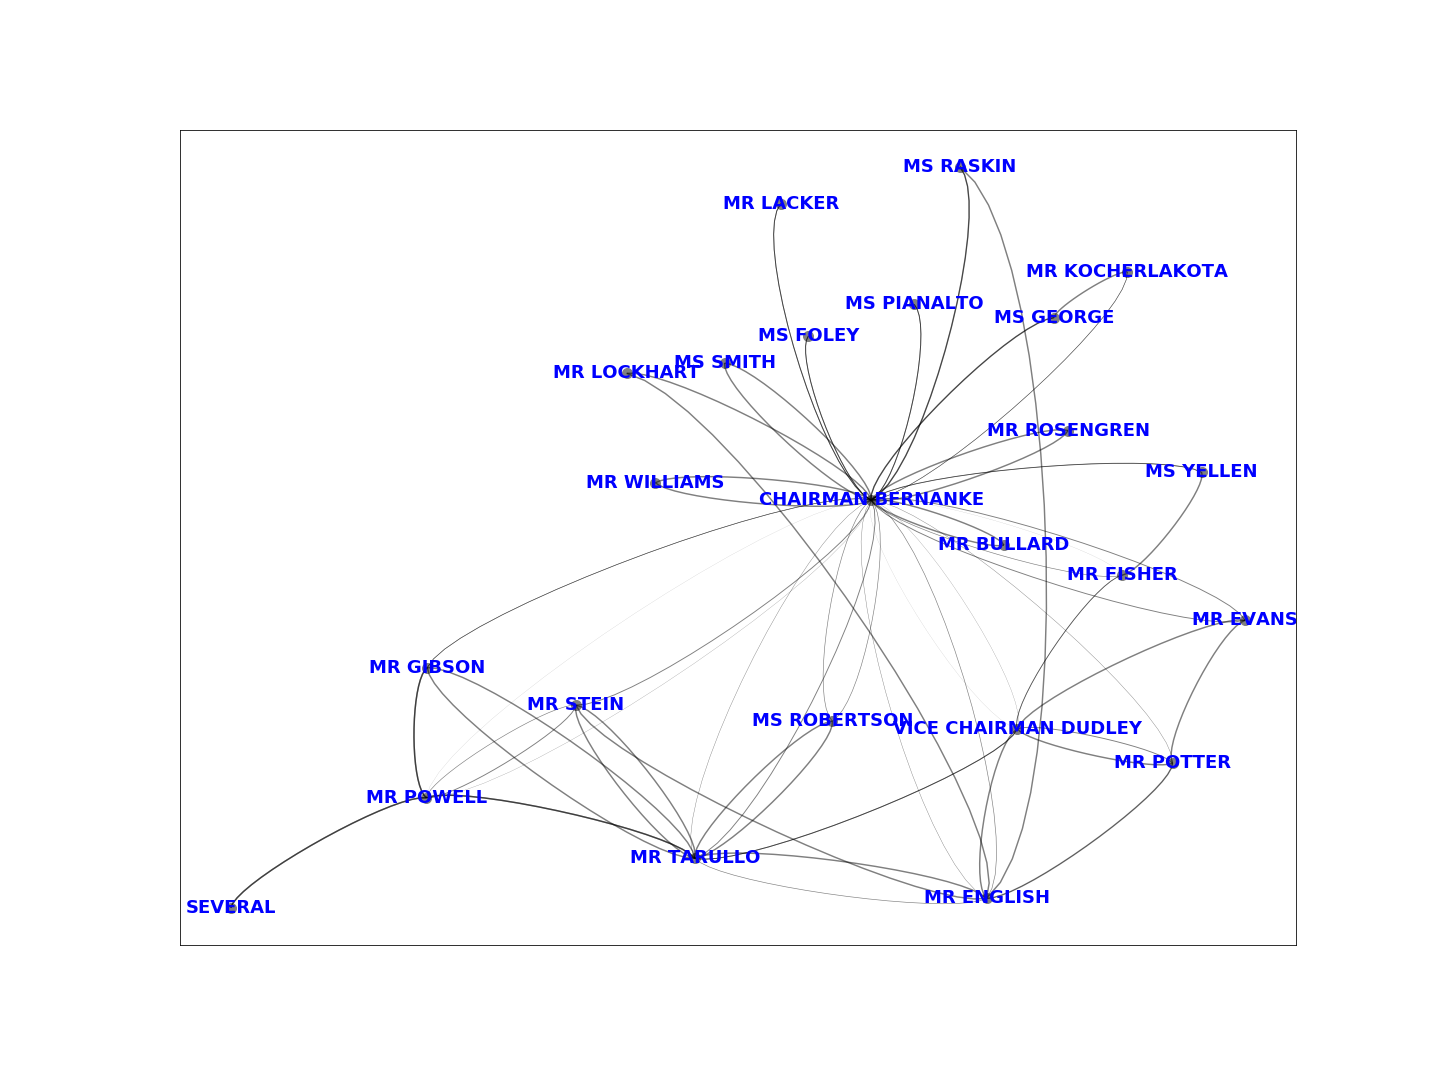 MS RASKIN
MR LACKER
MR KOCHERLAKOTA
MS PIANALTO
MS GEORGE
MS FOLEY
MS SMITH
MR LOCKHART
MR ROSENGREN
MS YELLEN
MR WILLIAMS
CHAIRMAN BERNANKE
MR BULLARD
MR FISHER
MR EVANS
MR GIBSON
MR STEIN
MS ROBERTSON
VICE CHAIRMAN DUDLEY
MR POTTER
MR POWELL
MR TARULLO
MR ENGLISH
SEVERAL